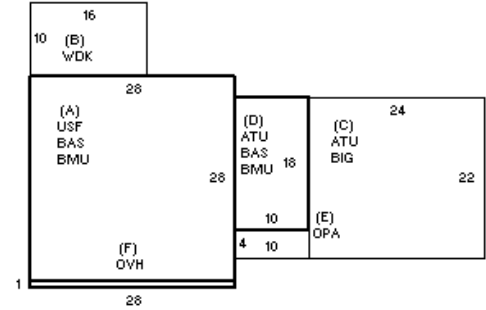 16
10
(B)
WDK
28
(A)
USF
BAS
BMU
28
(D)
ATU
BAS
BMU
18
24
(C)
ATU
BIG
22
10
(E)
OPA
4
10
(F)
OVH
1
28